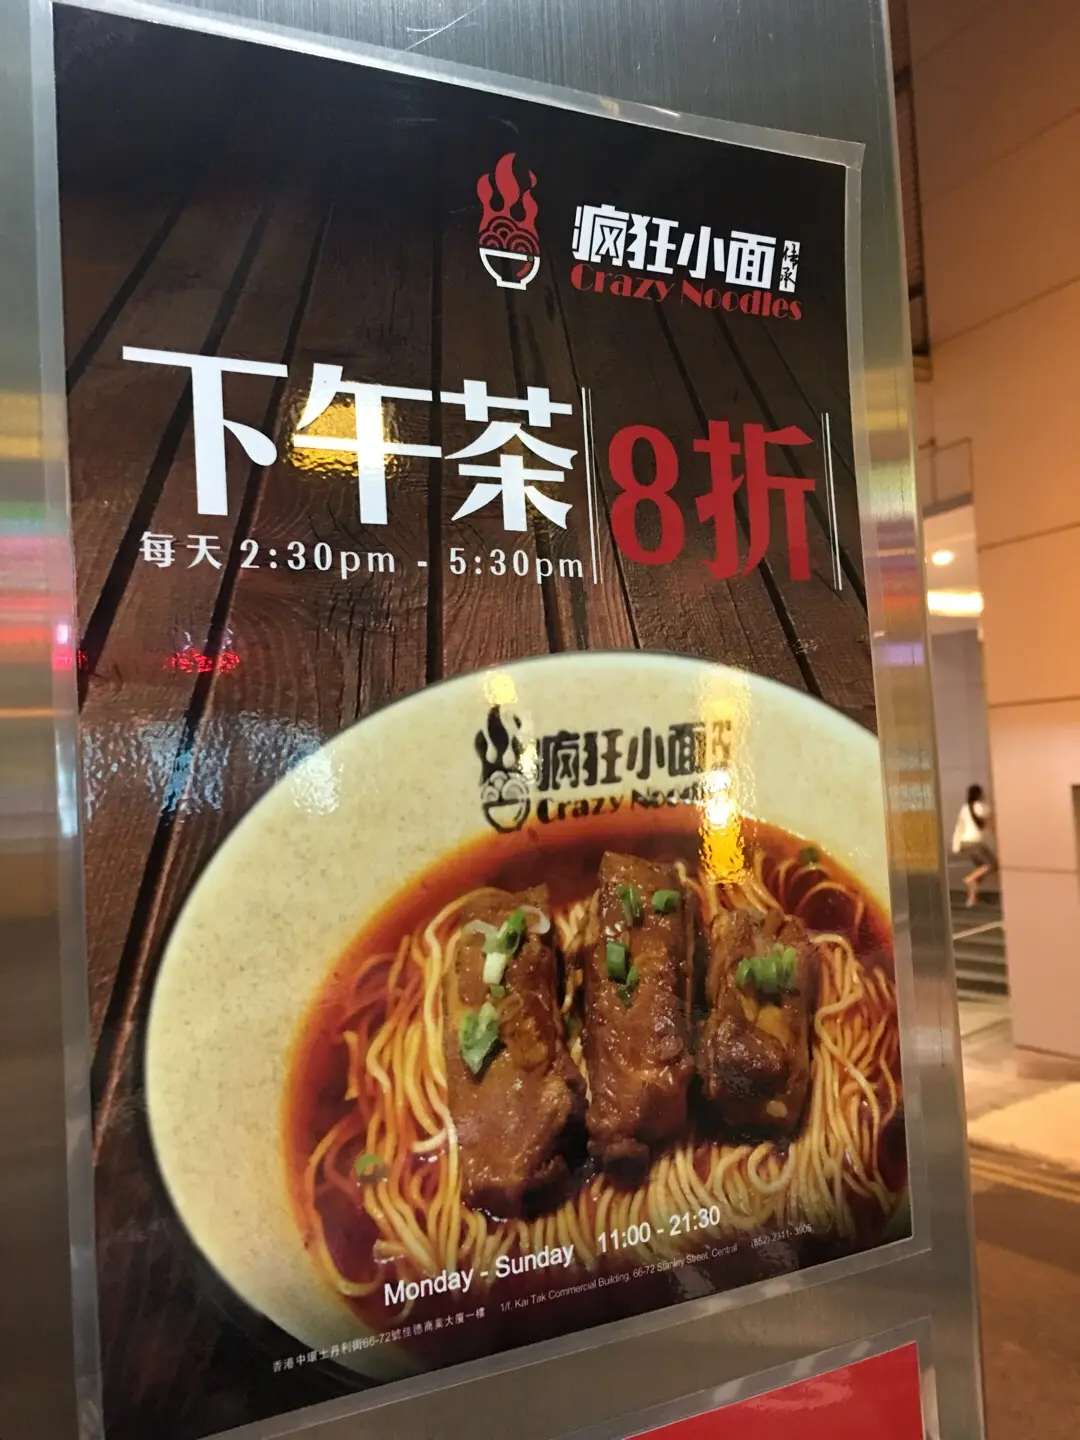 疯狂小面 传承
Crazy Noodles
下午茶 8折
每天 2:30pm - 5:30pm
疯狂小面
Crazy Noodles
Monday - Sunday 11:00 - 21:30
香港中環士丹利街66-72號佳德商業大廈一樓 1/f. Kai Tak Commercial Building, 66-72 Stanley Street, Central (852)